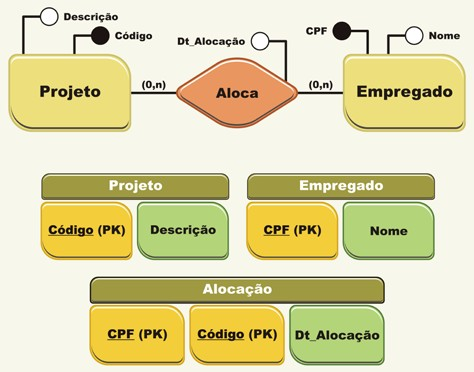 Descrição
Código
Dt_Alocação
CPF
Nome
Projeto
(0,n)
Aloca
(0,n)
Empregado
Projeto
Empregado
Código (PK)
Descrição
CPF (PK)
Nome
Alocação
CPF (PK)
Código (PK)
Dt_Alocação